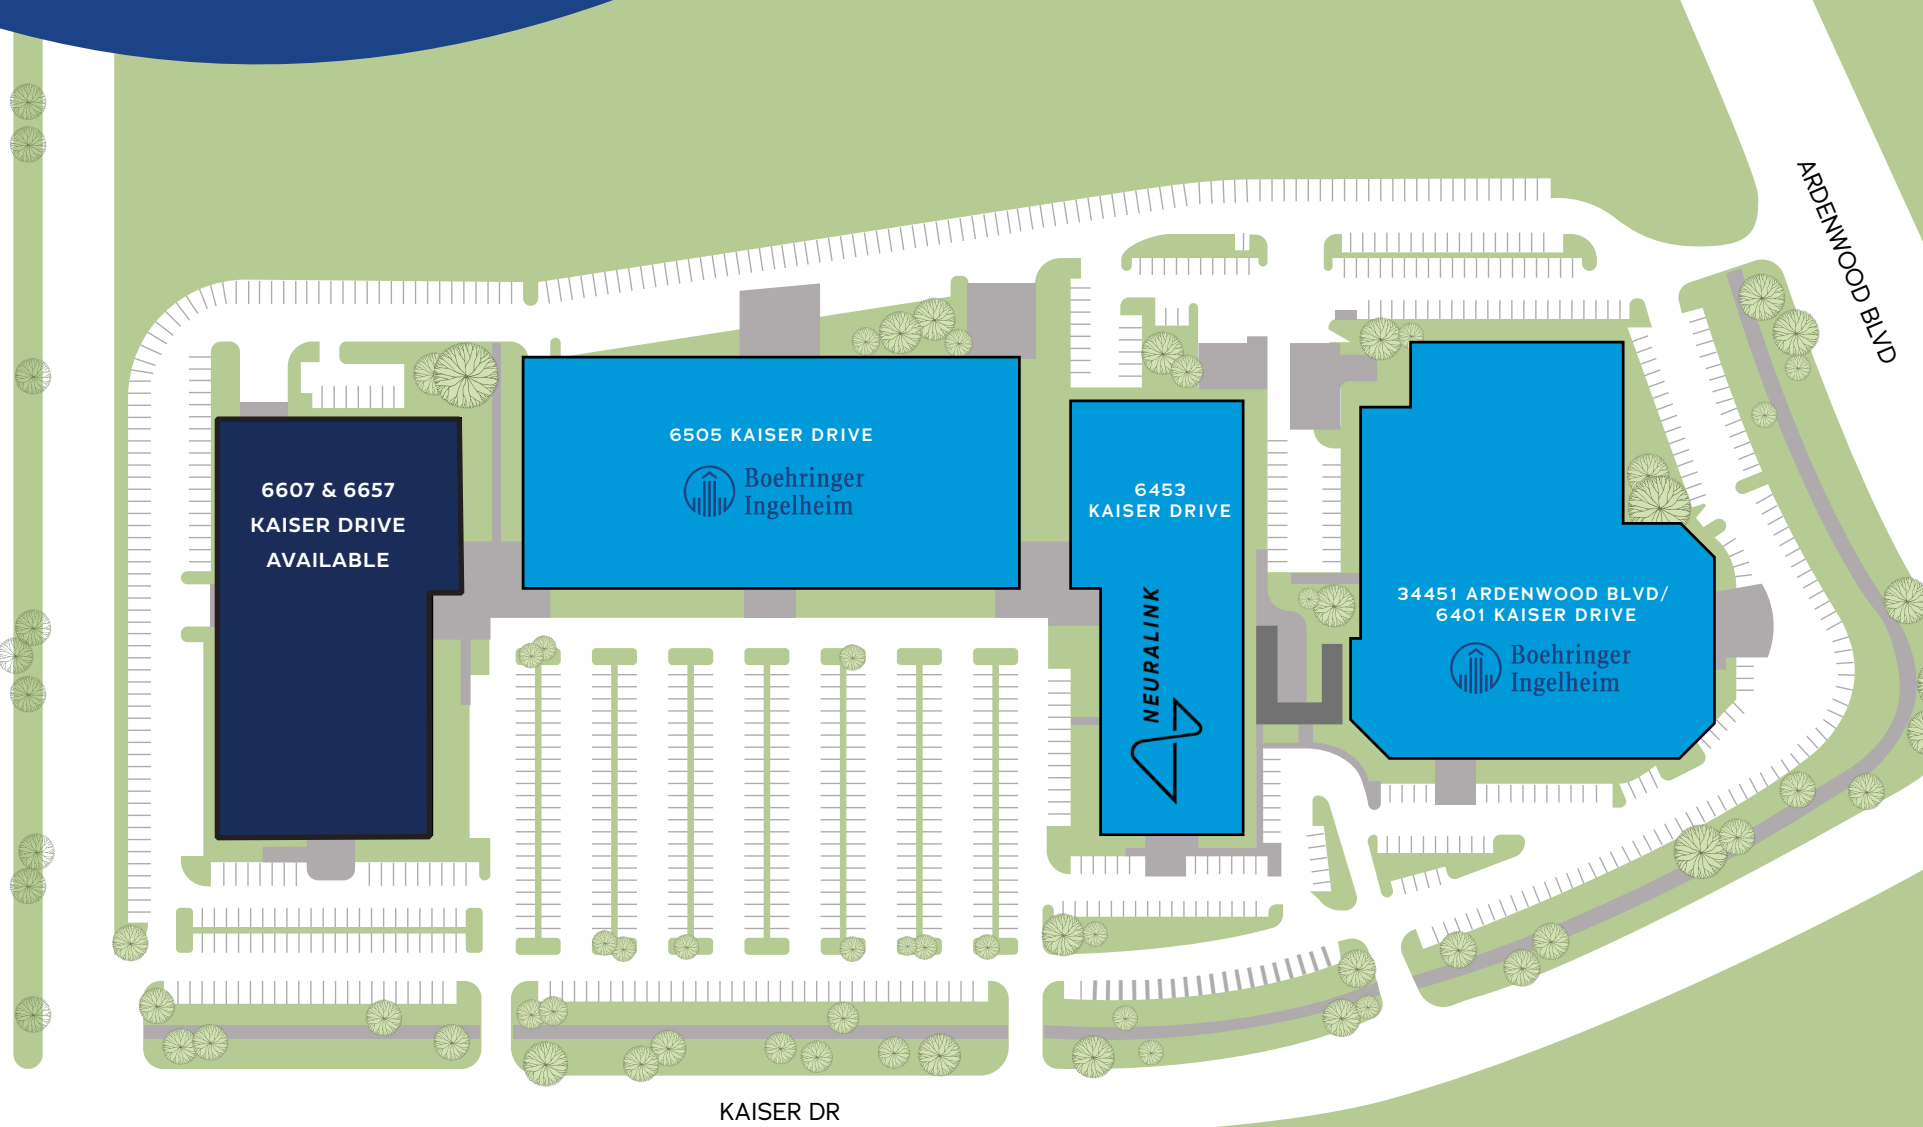 ARDENWOOD BLVD
6607 & 6657
KAISER DRIVE
AVAILABLE
6505 KAISER DRIVE
Boehringer
Ingelheim
6453
KAISER DRIVE
NEURALINK
34451 ARDENWOOD BLVD/
6401 KAISER DRIVE
Boehringer
Ingelheim
KAISER DR